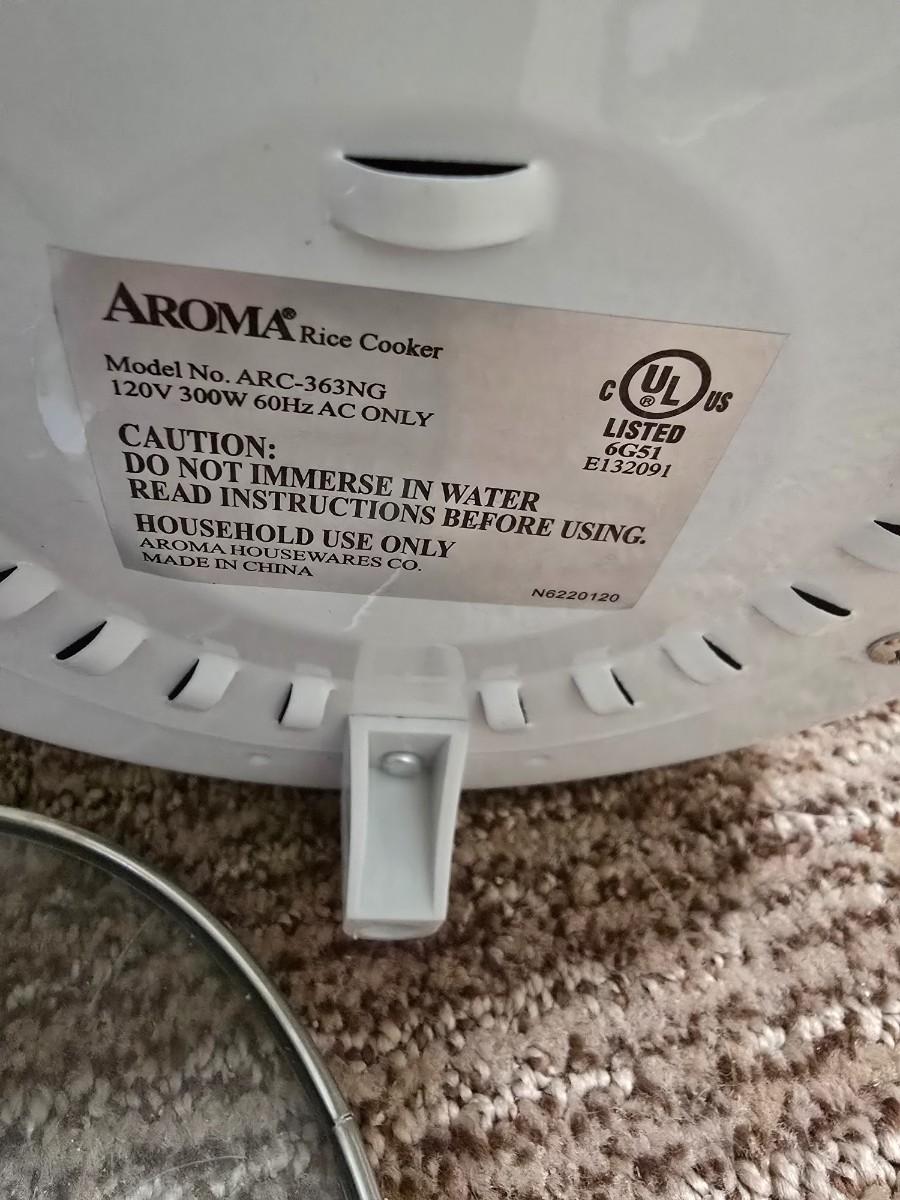 AROMA® Rice Cooker
Model No. ARC-363NG
120V 300W 60Hz AC ONLY
C UL® US
LISTED
6G51
E132091
CAUTION:
DO NOT IMMERSE IN WATER
READ INSTRUCTIONS BEFORE USING.
HOUSEHOLD USE ONLY
AROMA HOUSEWARES CO.
MADE IN CHINA
N6220120